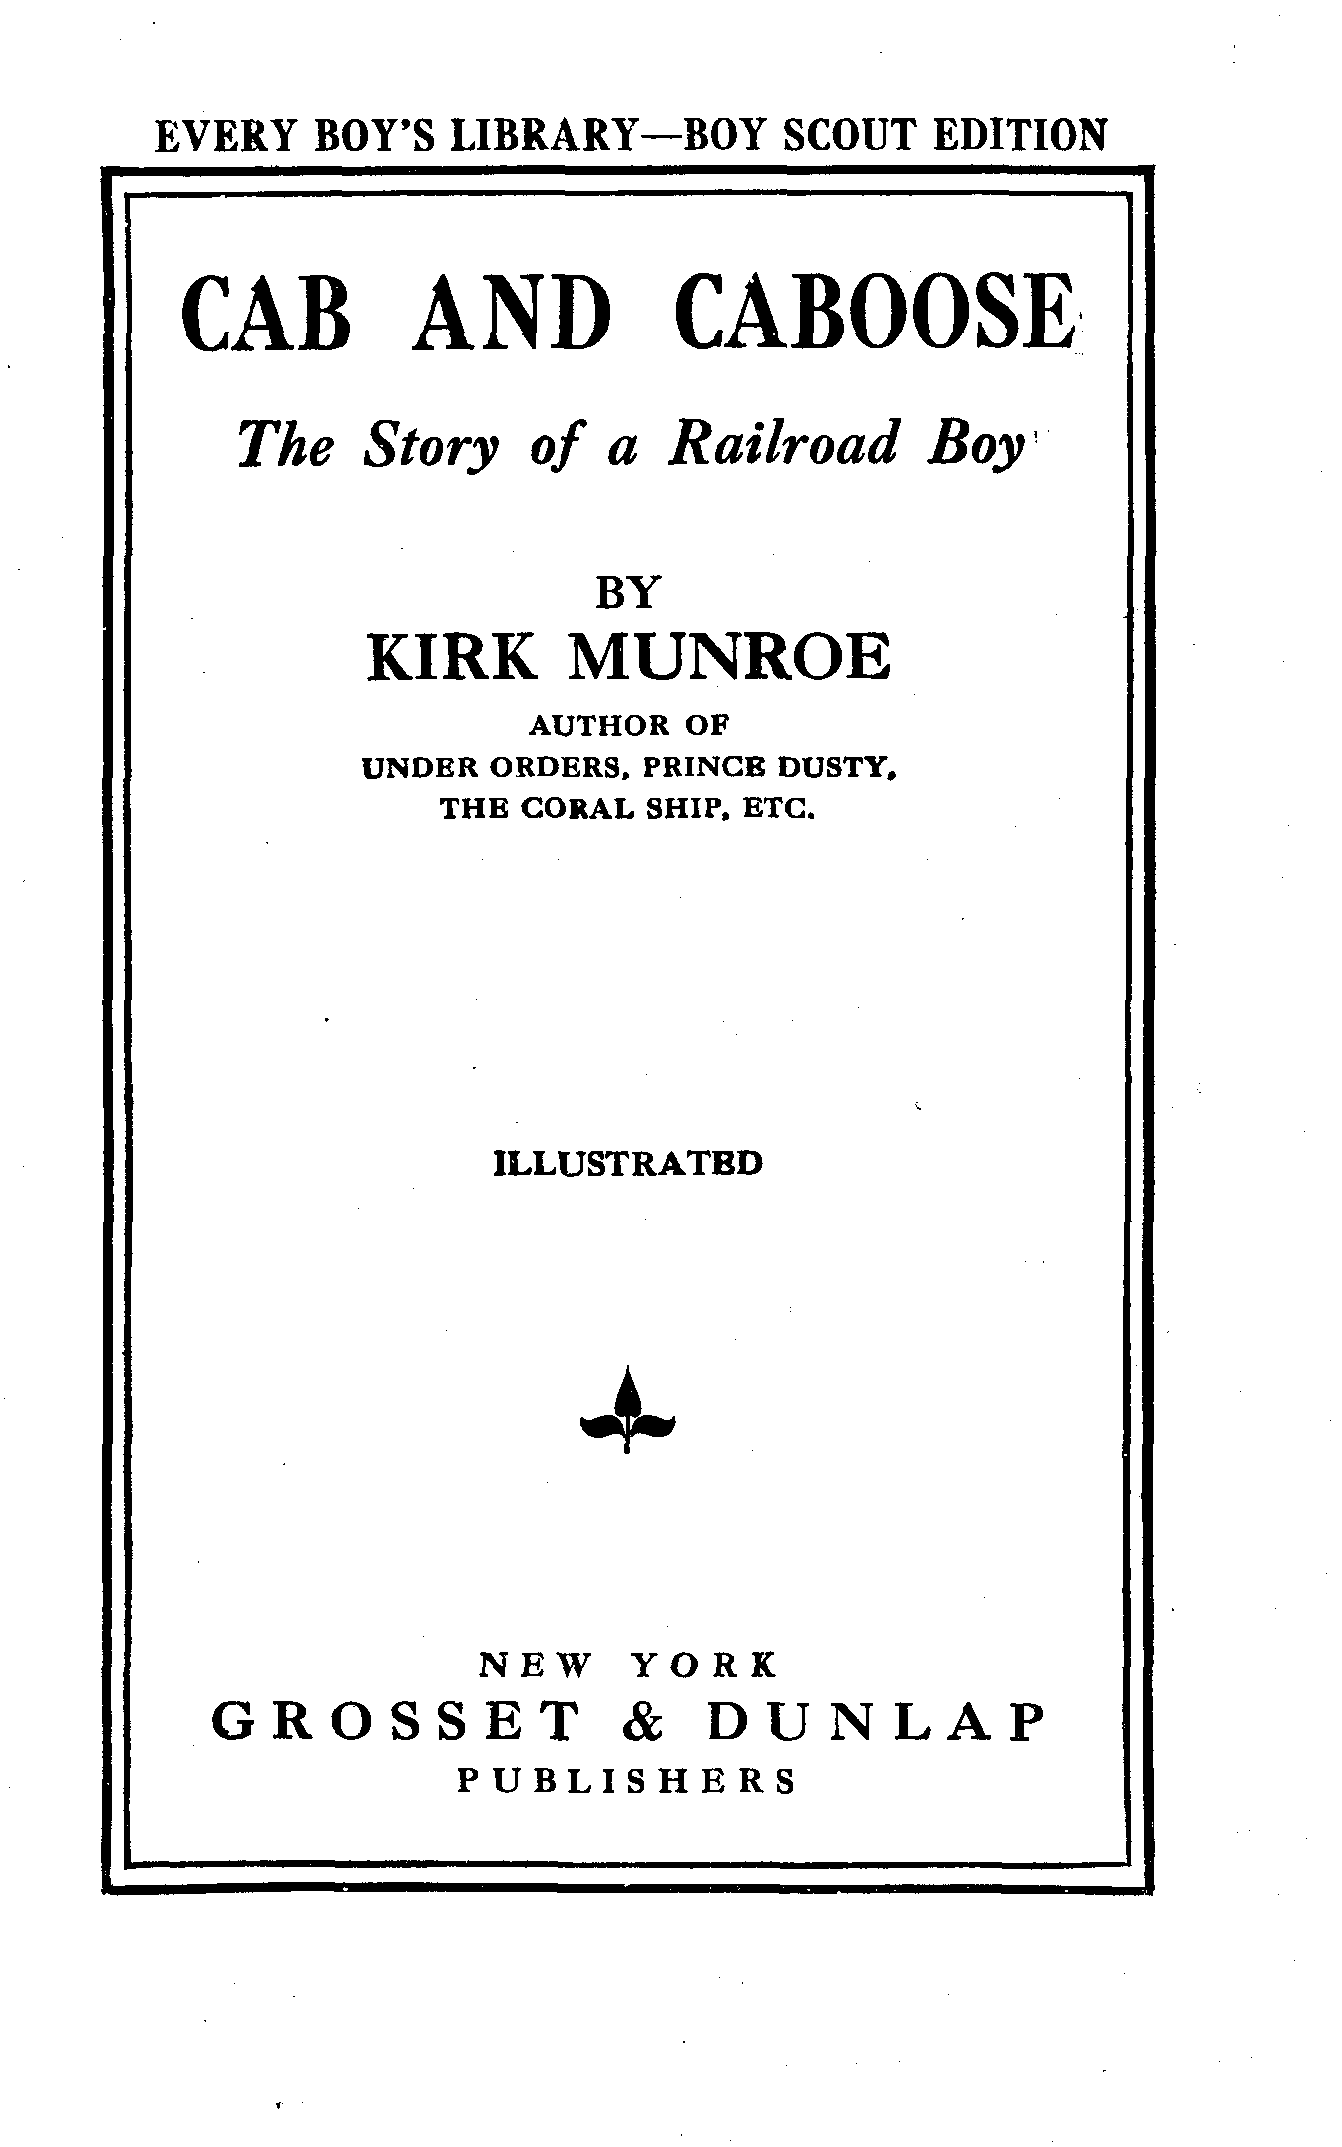 EVERY BOY'S LIBRARY—BOY SCOUT EDITION
CAB AND CABOOSE
The Story of a Railroad Boy
BY
KIRK MUNROE
AUTHOR OF
UNDER ORDERS, PRINCE DUSTY,
THE CORAL SHIP, ETC.
ILLUSTRATED
NEW YORK
GROSSET & DUNLAP
PUBLISHERS